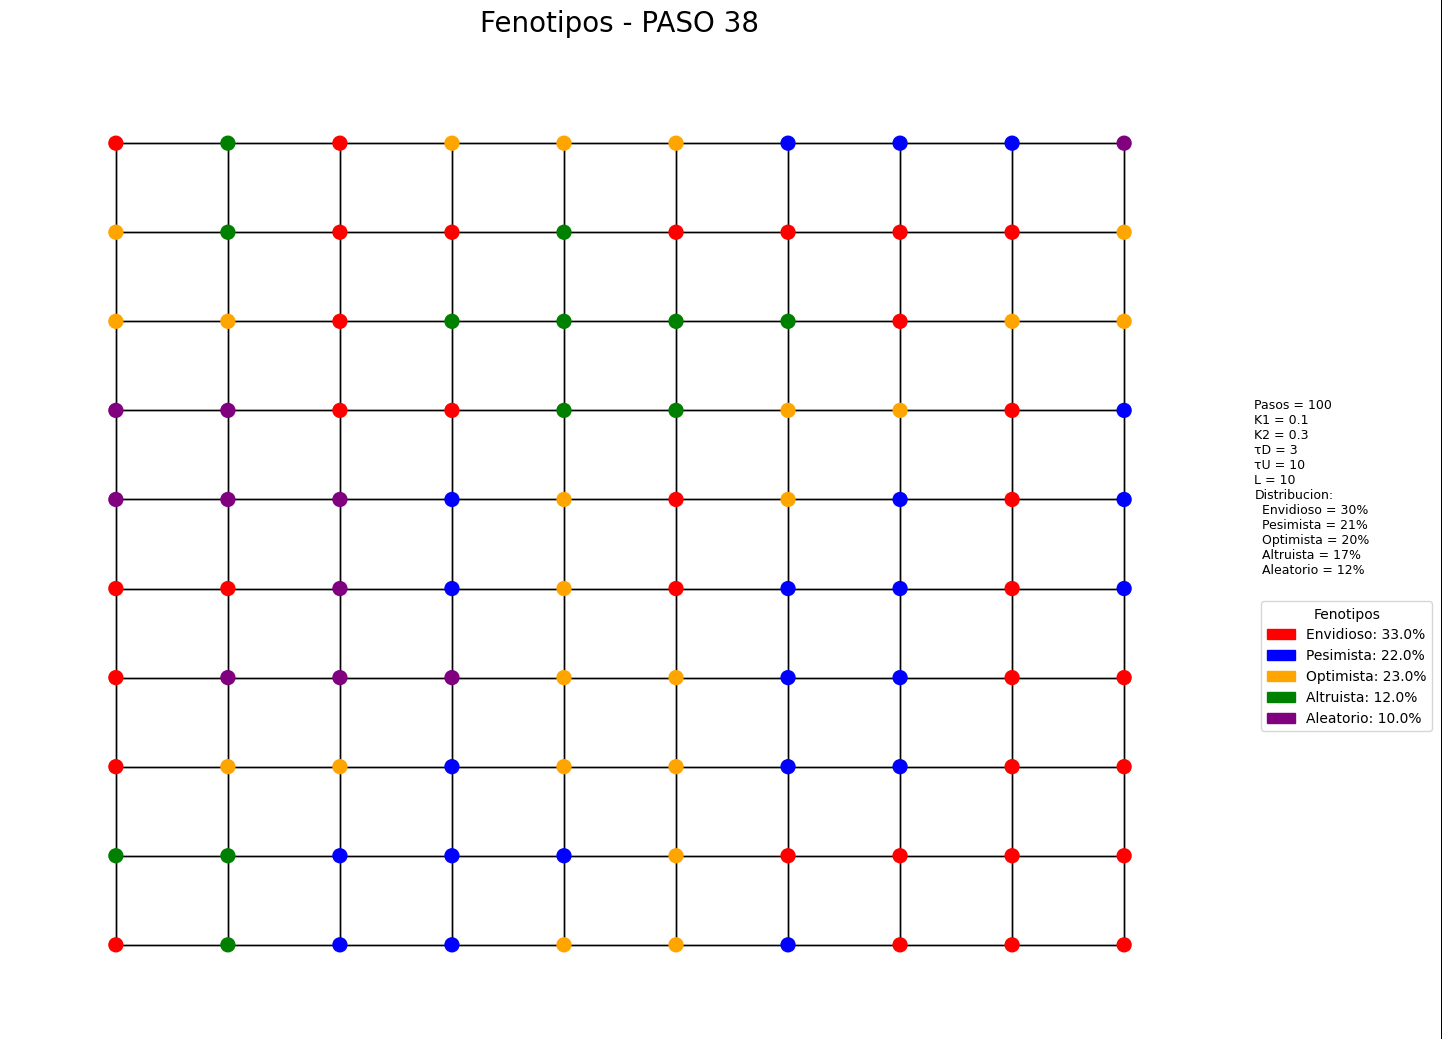 Fenotipos - PASO 38
Pasos = 100
K1 = 0.1
K2 = 0.3
τD = 3
τU = 10
L = 10
Distribucion:
Envidioso = 30%
Pesimista = 21%
Optimista = 20%
Altruista = 17%
Aleatorio = 12%
Fenotipos
Envidioso: 33.0%
Pesimista: 22.0%
Optimista: 23.0%
Altruista: 12.0%
Aleatorio: 10.0%